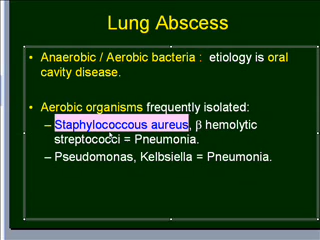 Lung Abscess
• Anaerobic / Aerobic bacteria : etiology is oral
cavity disease.
• Aerobic organisms frequently isolated:
– Staphylococcous aureus, β hemolytic
streptococci = Pneumonia.
– Pseudomonas, Kelbsiella = Pneumonia.